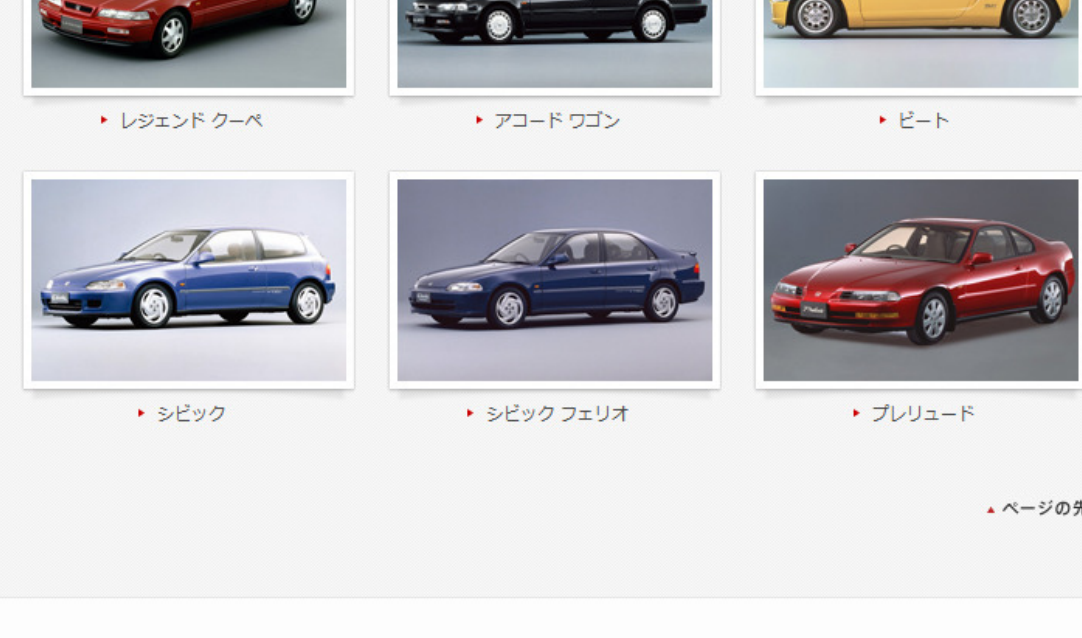 レジェンド クーペ
アコード ワゴン
ビート
シビック
シビック フェリオ
プレリュード
ページの先